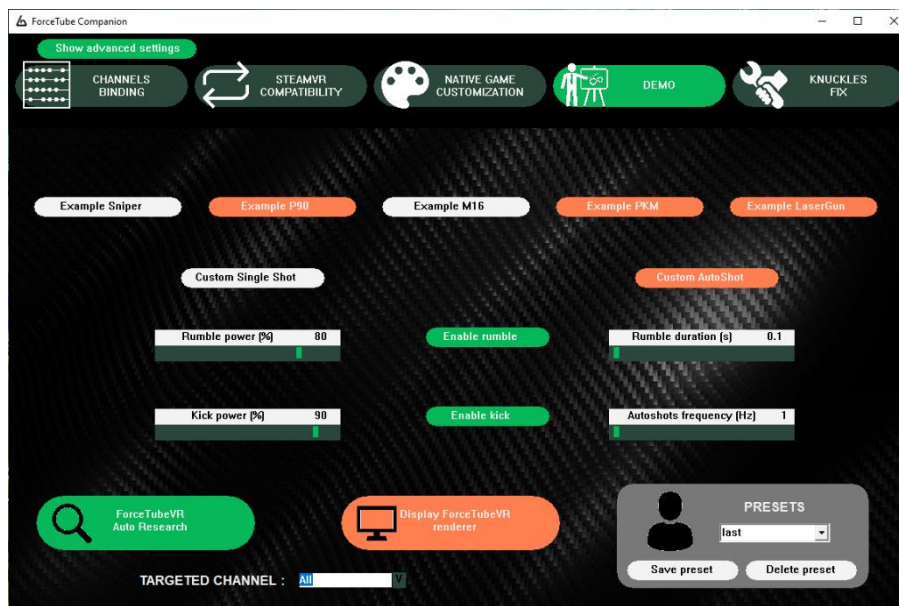 ForceTube Companion
Show advanced settings
CHANNELS
BINDING
STEAMVR
COMPATIBILITY
NATIVE GAME
CUSTOMIZATION
DEMO
KNUCKLES
FIX
Example Sniper
Example P90
Example M16
Example PKM
Example LaserGun
Custom Single Shot
Custom AutoShot
Rumble power (%) 80
Enable rumble
Rumble duration (s) 0.1
Kick power (%) 90
Enable kick
Autoshots frequency (Hz) 1
ForceTubeVR
Auto Research
Display ForceTubeVR
renderer
PRESETS
last
Save preset
Delete preset
TARGETED CHANNEL : All V